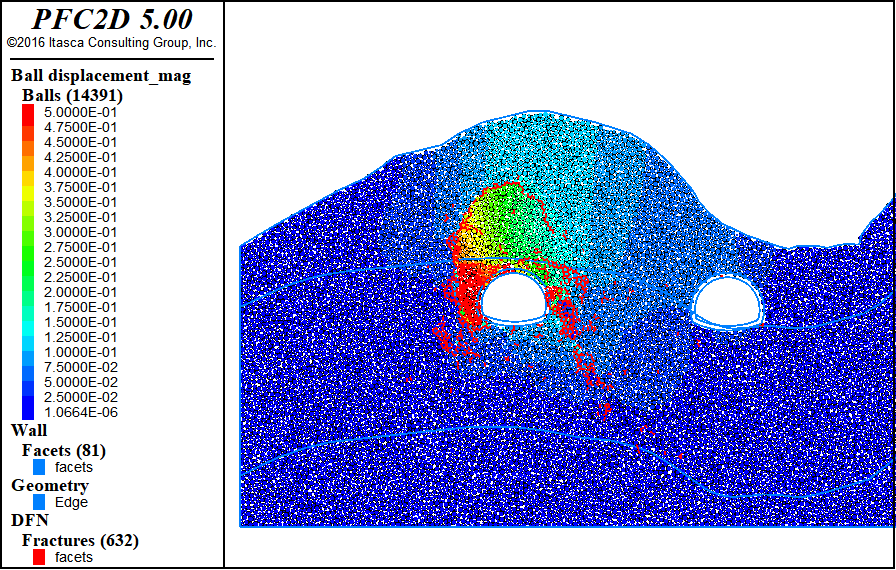 PFC2D 5.00
©2016 Itasca Consulting Group, Inc.
Ball displacement_mag
Balls (14391)
5.0000E-01
4.7500E-01
4.5000E-01
4.2500E-01
4.0000E-01
3.7500E-01
3.5000E-01
3.2500E-01
3.0000E-01
2.7500E-01
2.5000E-01
2.2500E-01
2.0000E-01
1.7500E-01
1.5000E-01
1.2500E-01
1.0000E-01
7.5000E-02
5.0000E-02
2.5000E-02
1.0664E-06
Wall
Facets (81)
facets
Geometry
Edge
DFN
Fractures (632)
facets